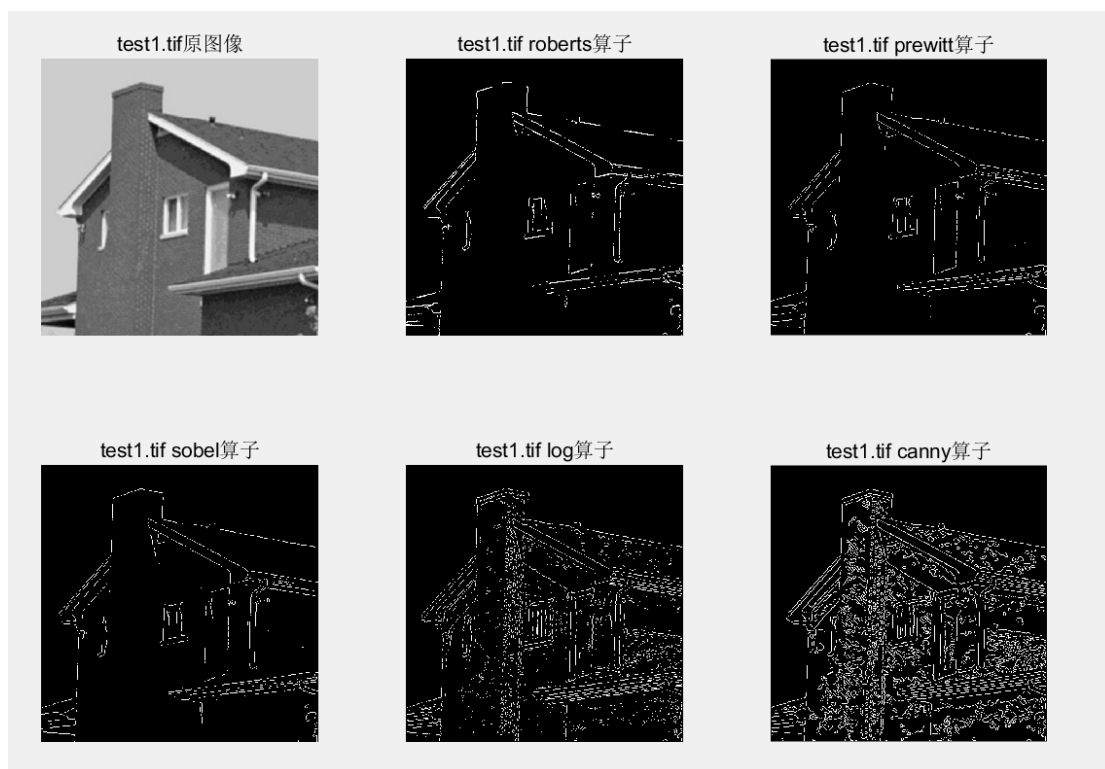 test1.tif原图像
test1.tif roberts算子
test1.tif prewitt算子
test1.tif sobel算子
test1.tif log算子
test1.tif canny算子